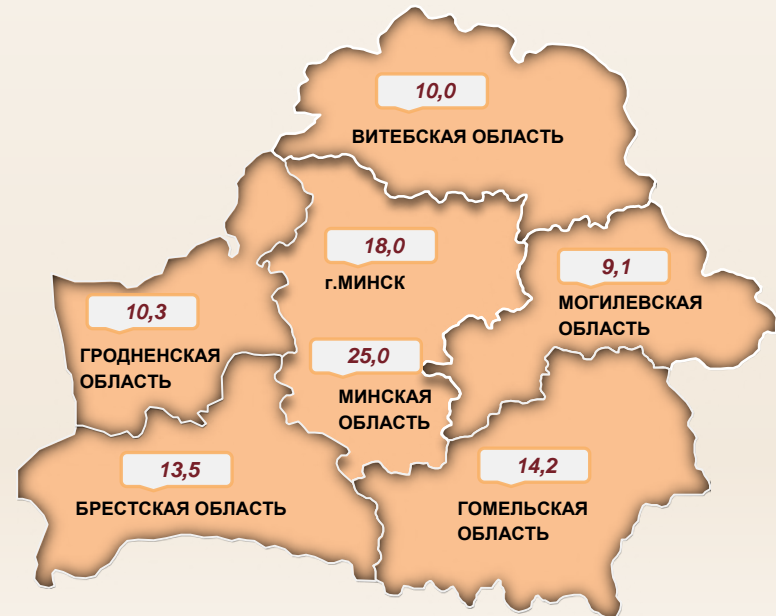 10,0
ВИТЕБСКАЯ ОБЛАСТЬ
18,0
г.МИНСК
9,1
МОГИЛЕВСКАЯ
ОБЛАСТЬ
10,3
ГРОДНЕНСКАЯ
ОБЛАСТЬ
25,0
МИНСКАЯ
ОБЛАСТЬ
13,5
БРЕСТСКАЯ ОБЛАСТЬ
14,2
ГОМЕЛЬСКАЯ
ОБЛАСТЬ